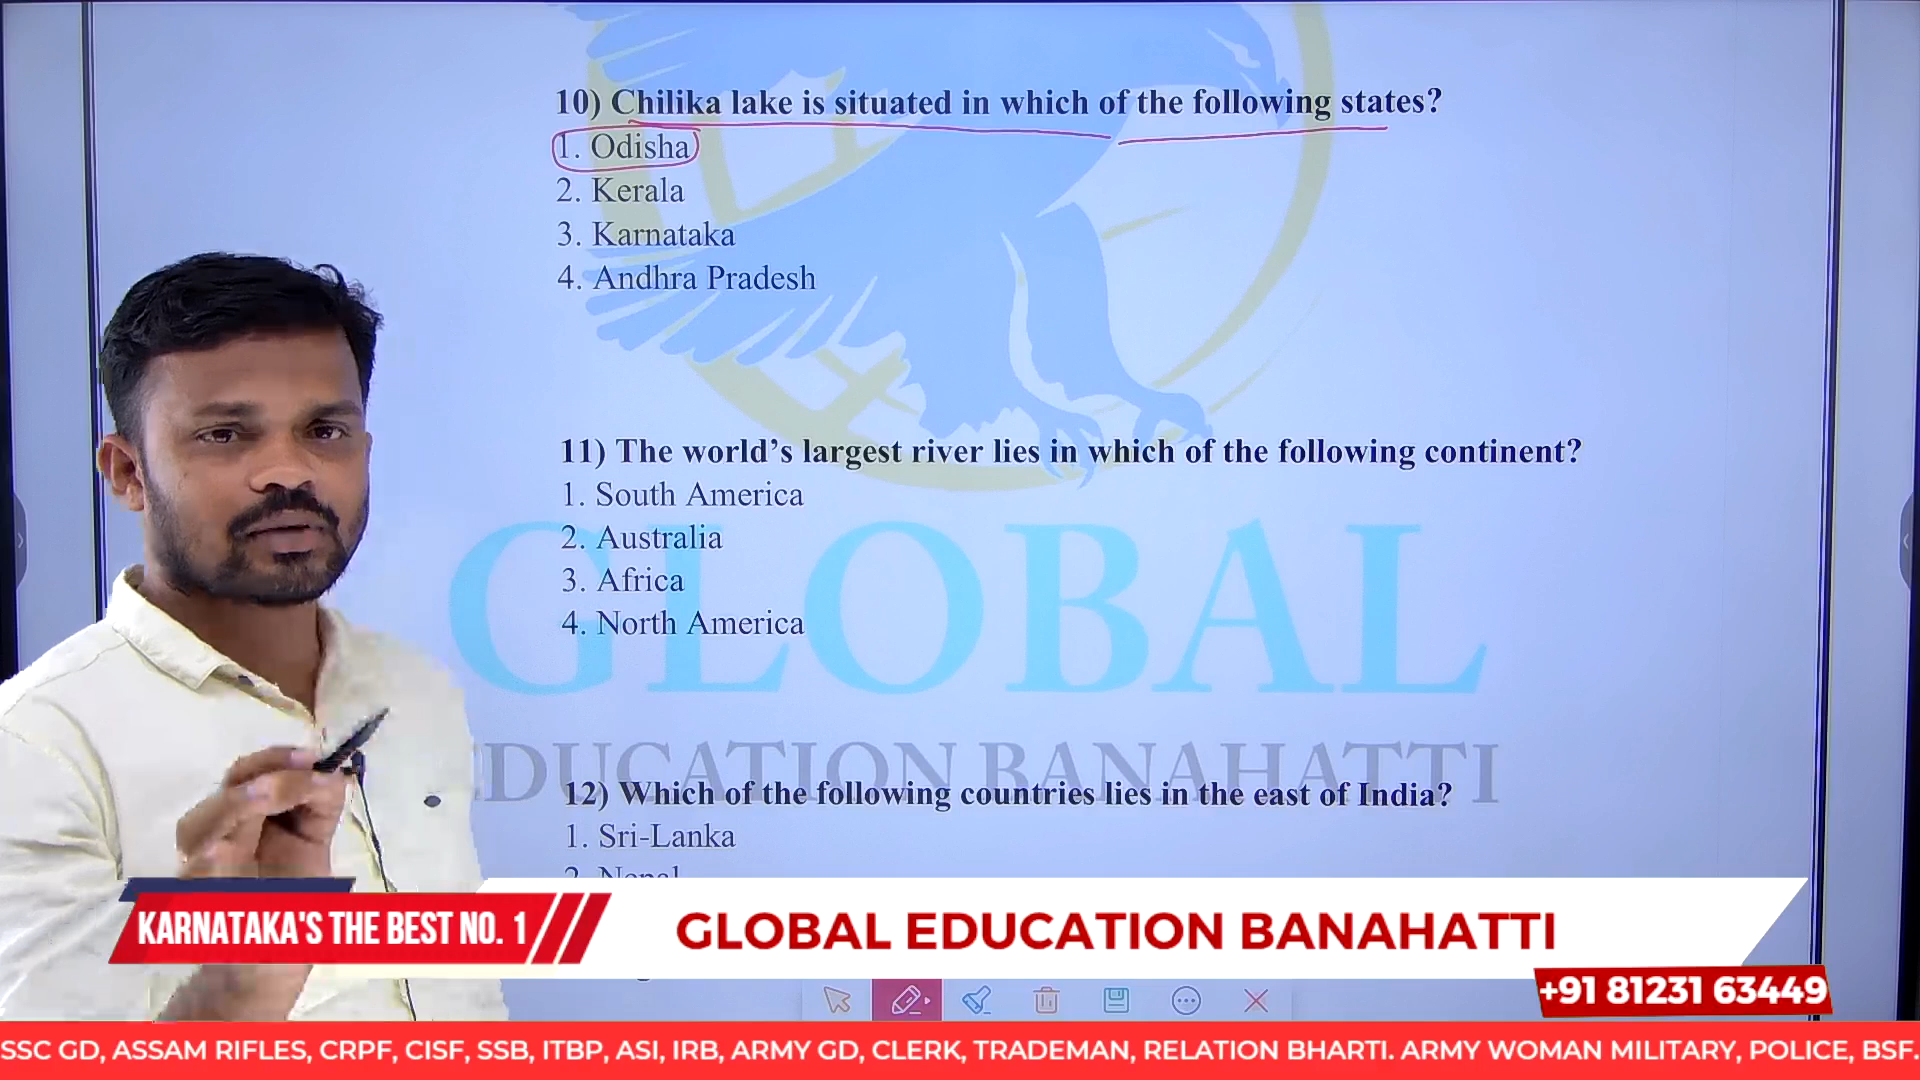 10) Chilika lake is situated in which of the following states?
1. Odisha
2. Kerala
3. Karnataka
4. Andhra Pradesh
11) The world's largest river lies in which of the following continent?
1. South America
2. Australia
3. Africa
4. North America
GLOBAL
EDUCATION BANAHATTI
12) Which of the following countries lies in the east of India?
1. Sri-Lanka
2. Nepal
KARNATAKA'S THE BEST NO. 1
GLOBAL EDUCATION BANAHATTI
+91 81231 63449
SSC GD, ASSAM RIFLES, CRPF, CISF, SSB, ITBP, ASI, IRB, ARMY GD, CLERK, TRADEMAN, RELATION BHARTI. ARMY WOMAN MILITARY, POLICE, BSF.